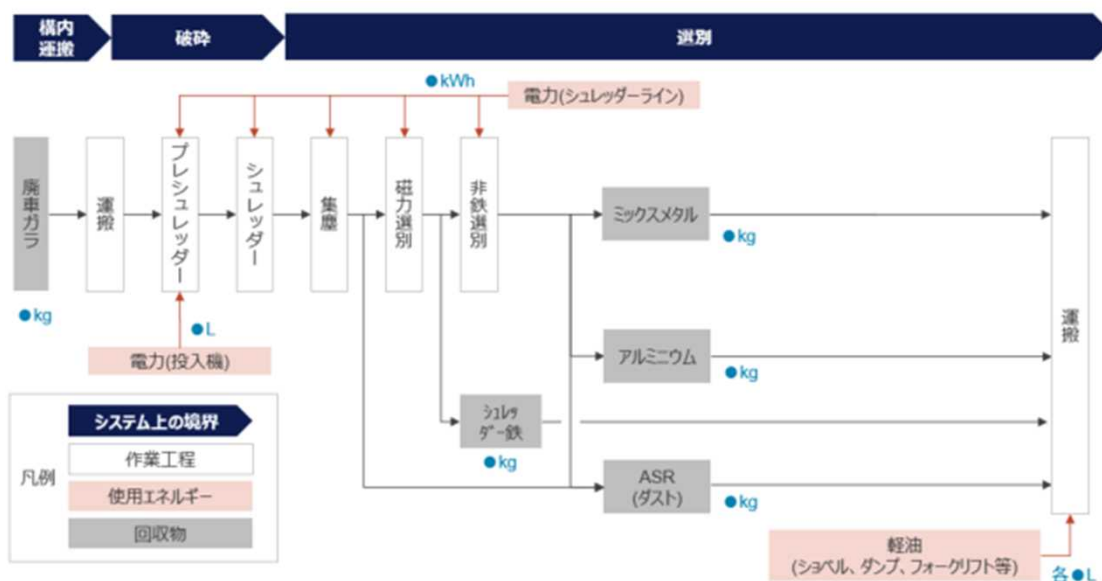 構内
運搬
破砕
選別
●kWh
電力(シュレッダーライン)
廃車ガラ
運搬
プレシュレッダー
シュレッダー
集塵
磁力選別
非鉄選別
ミックスメタル
●kg
運搬
●kg
●L
電力(投入機)
アルミニウム
●kg
シュレッ
ダー鉄
●kg
ASR
(ダスト)
●kg
凡例
システム上の境界
作業工程
使用エネルギー
回収物
軽油
(ショベル、ダンプ、フォークリフト等)
各●L